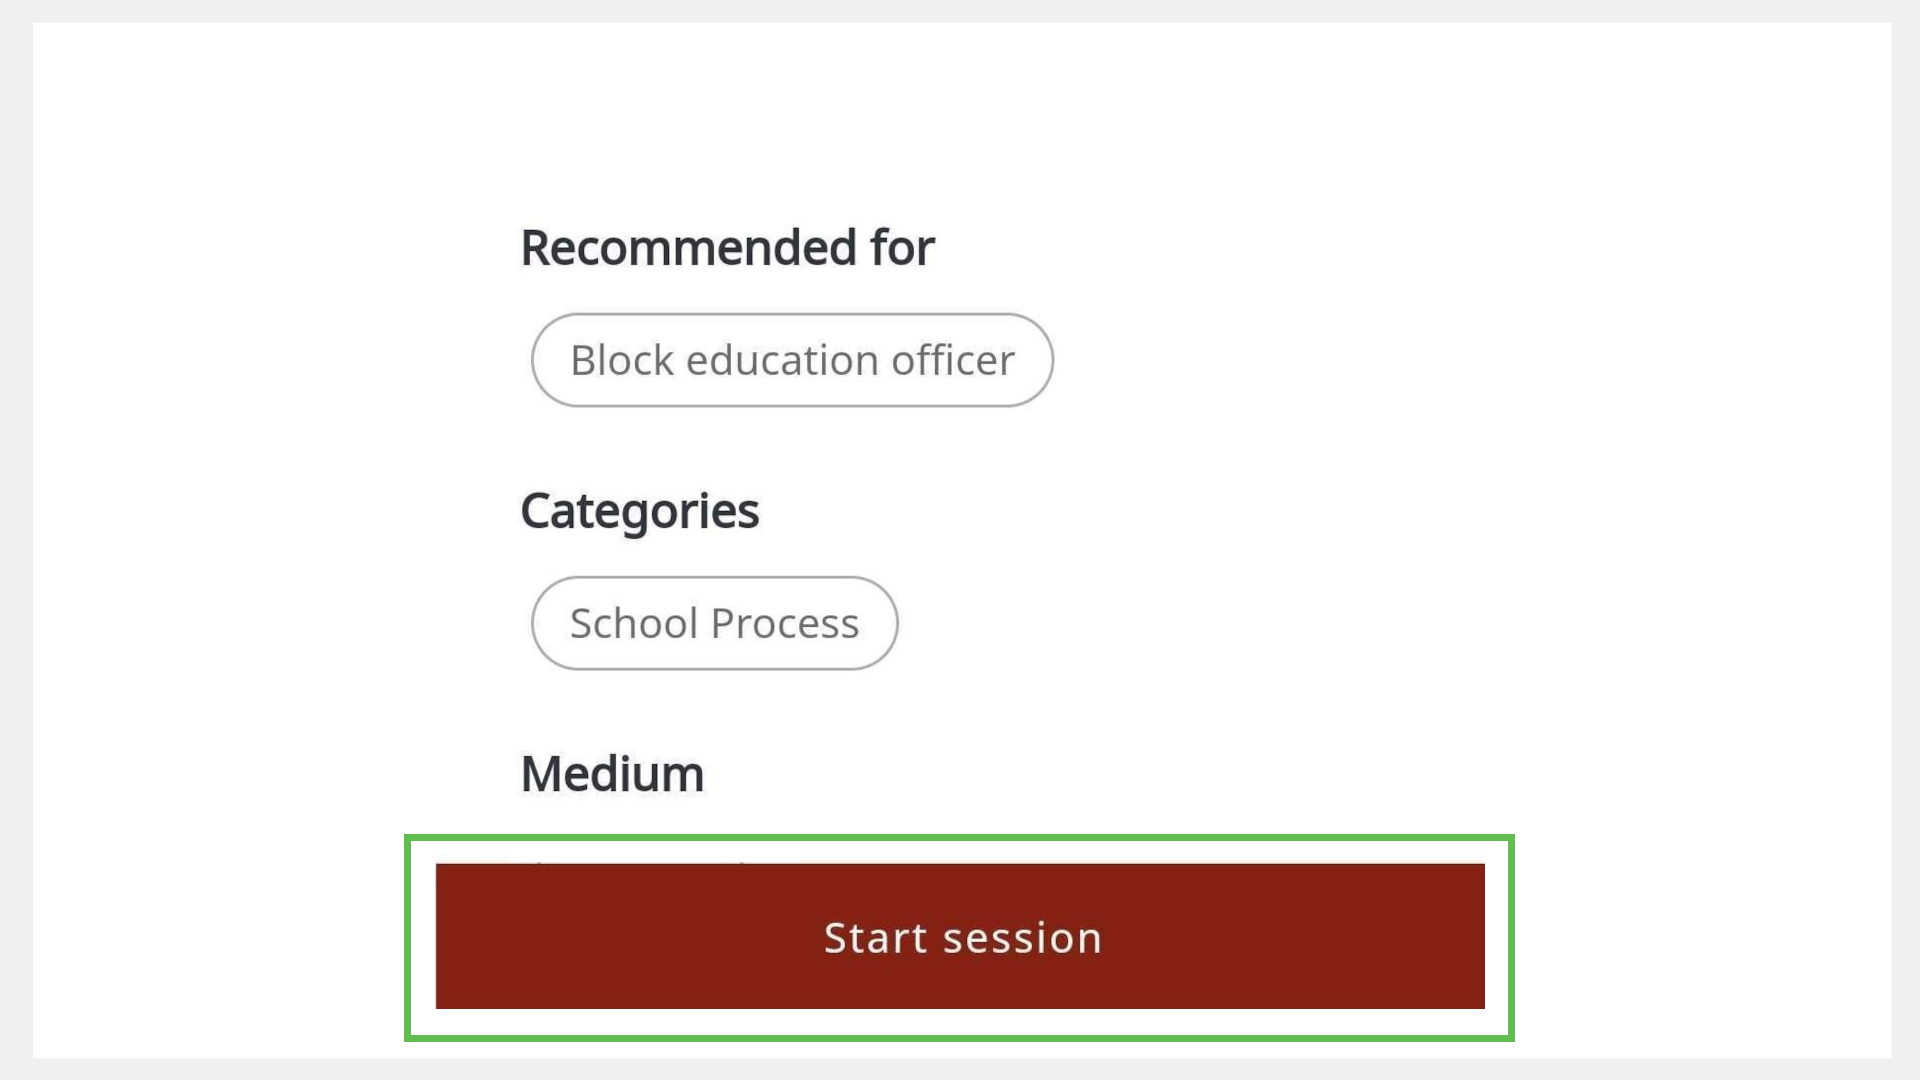 Recommended for
Block education officer
Categories
School Process
Medium
Start session